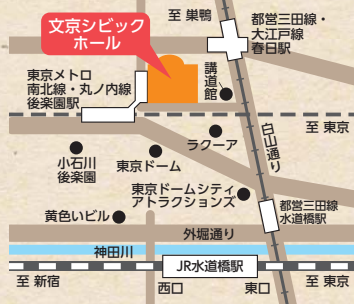 至 巣鴨
都営三田線・
大江戸線
春日駅
文京シビック
ホール
講道館
東京メトロ
南北線・丸ノ内線
後楽園駅
白山通り
至 東京
ラクーア
小石川
後楽園
東京ドーム
東京ドームシティ
アトラクションズ
都営三田線
水道橋駅
黄色いビル
外堀通り
神田川
JR水道橋駅
至 新宿
西口
東口
至 東京